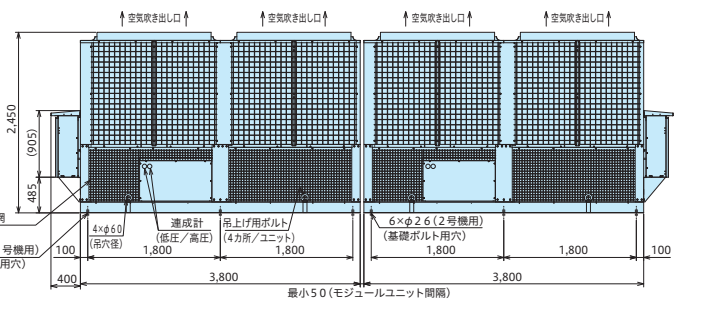 空気吹き出し口
空気吹き出し口
空気吹き出し口
空気吹き出し口
2,450
(905)
485
網
号機用)
用穴)
4×φ60
(吊穴径)
連成計
(低圧/高圧)
吊上げ用ボルト
(4カ所/ユニット)
6×φ26(2号機用)
(基礎ボルト用穴)
100
1,800
1,800
1,800
1,800
100
400
3,800
3,800
最小50(モジュールユニット間隔)